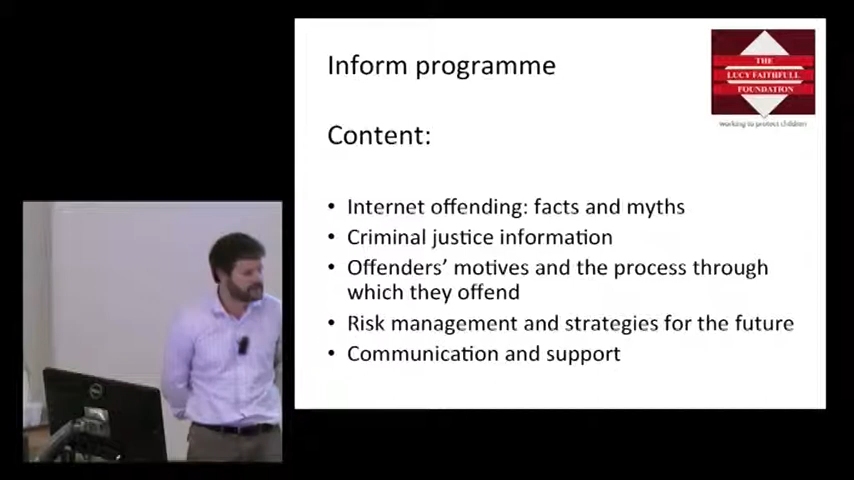 Inform programme
THE
LUCY FAITHFULL
FOUNDATION
working to protect children
Content:
• Internet offending: facts and myths
• Criminal justice information
• Offenders’ motives and the process through
which they offend
• Risk management and strategies for the future
• Communication and support
DELL